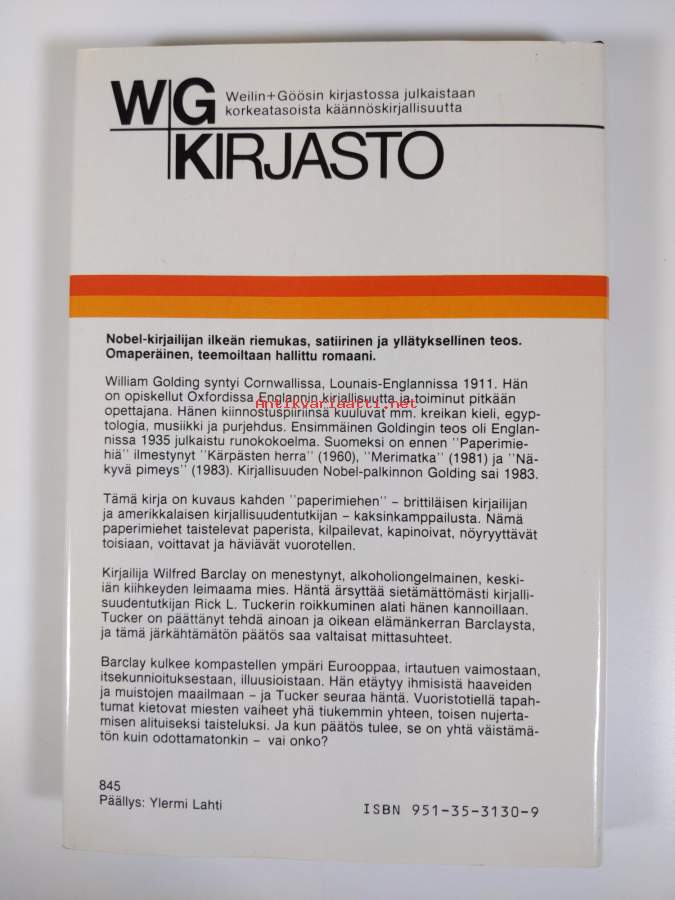 W+G
Weilin+Göösin kirjastossa julkaistaan
korkeatasoista käännöskirjallisuutta
KIRJASTO
Nobel-kirjailijan ilkeän riemukas, satiirinen ja yllätyksellinen teos.
Omaperäinen, teemoiltaan hallittu romaani.
William Golding syntyi Cornwallissa, Lounais-Englannissa 1911. Hän
on opiskellut Oxfordissa Englannin kirjallisuutta ja toiminut pitkään
Antikvariaatti.net
opettajana. Hänen kiinnostuspiiriinsä kuuluvat mm. kreikan kieli, egyp-
tologia, musiikki ja purjehdus. Ensimmäinen Goldingin teos oli Englan-
nissa 1935 julkaistu runokokoelma. Suomeksi on ennen "Paperimie-
hiä" ilmestynyt "Kärpästen herra" (1960), "Merimatka" (1981) ja "Nä-
kyvä pimeys" (1983). Kirjallisuuden Nobel-palkinnon Golding sai 1983.
Tämä kirja on kuvaus kahden "paperimiehen" – brittiläisen kirjailijan
ja amerikkalaisen kirjallisuudentutkijan – kaksinkamppailusta. Nämä
paperimiehet taistelevat paperista, kilpailevat, kapinoivat, nöyryyttävät
toisiaan, voittavat ja häviävät vuorotellen.
Kirjailija Wilfred Barclay on menestynyt, alkoholiongelmainen, keski-
iän kiihkeyden leimaama mies. Häntä ärsyttää sietämättömästi kirjalli-
suudentutkijan Rick L. Tuckerin roikkuminen alati hänen kannoillaan.
Tucker on päättänyt tehdä ainoan ja oikean elämänkerran Barclaysta,
ja tämä järkähtämätön päätös saa valtaisat mittasuhteet.
Barclay kulkee kompastellen ympäri Eurooppaa, irtautuen vaimostaan,
itsekunnioituksestaan, illuusioistaan. Hän etäytyy ihmisistä haaveiden
ja muistojen maailmaan – ja Tucker seuraa häntä. Vuoristotiellä tapah-
tumat kietovat miesten vaiheet yhä tiukemmin yhteen, toisen nujerta-
misen alituiseksi taisteluksi. Ja kun päätös tulee, se on yhtä väistämä-
tön kuin odottamatonkin – vai onko?
845
Päällys: Ylermi Lahti
ISBN 951-35-3130-9